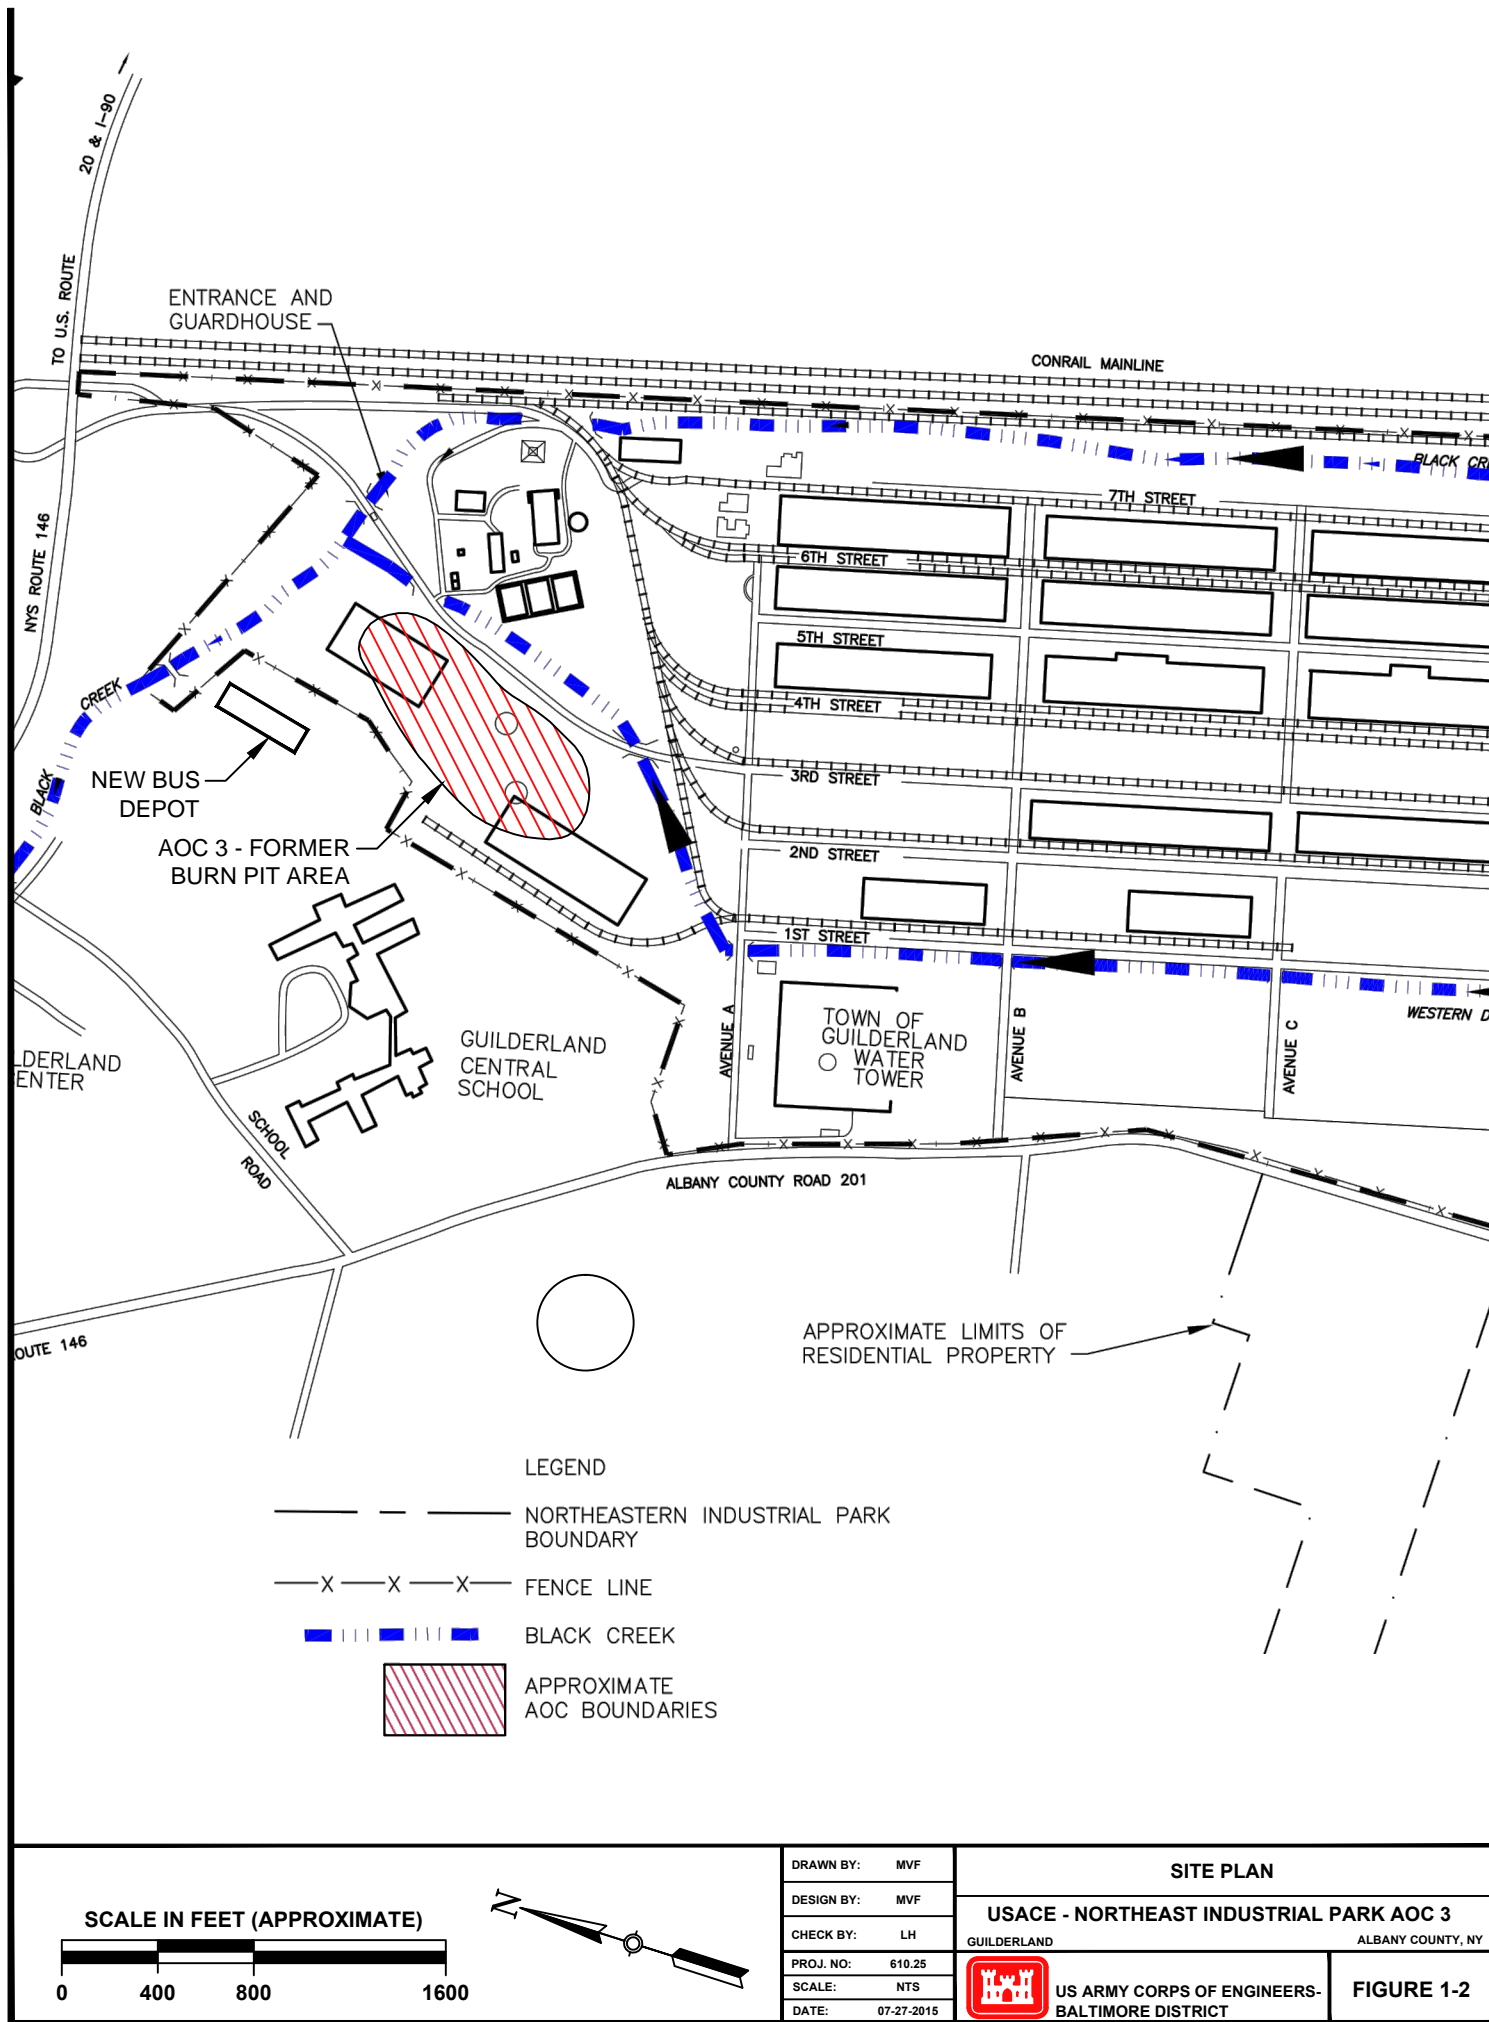 20 & I-90
TO U.S. ROUTE
NYS ROUTE 146
ENTRANCE AND
GUARDHOUSE
CONRAIL MAINLINE
BLACK CRE
7TH STREET
6TH STREET
5TH STREET
4TH STREET
3RD STREET
2ND STREET
1ST STREET
CREEK
BLACK
NEW BUS
DEPOT
AOC 3 - FORMER
BURN PIT AREA
AVENUE A
AVENUE B
AVENUE C
WESTERN D
TOWN OF
GUILDERLAND
WATER
TOWER
GUILDERLAND
CENTRAL
SCHOOL
LDERLAND
ENTER
SCHOOL
ROAD
ALBANY COUNTY ROAD 201
OUTE 146
APPROXIMATE LIMITS OF
RESIDENTIAL PROPERTY
LEGEND
NORTHEASTERN INDUSTRIAL PARK
BOUNDARY
X X X FENCE LINE
BLACK CREEK
APPROXIMATE
AOC BOUNDARIES
SCALE IN FEET (APPROXIMATE)
0 400 800 1600
N
DRAWN BY: MVF
DESIGN BY: MVF
CHECK BY: LH
PROJ. NO: 610.25
SCALE: NTS
DATE: 07-27-2015
SITE PLAN
USACE - NORTHEAST INDUSTRIAL PARK AOC 3
GUILDERLAND ALBANY COUNTY, NY
US ARMY CORPS OF ENGINEERS-
BALTIMORE DISTRICT
FIGURE 1-2